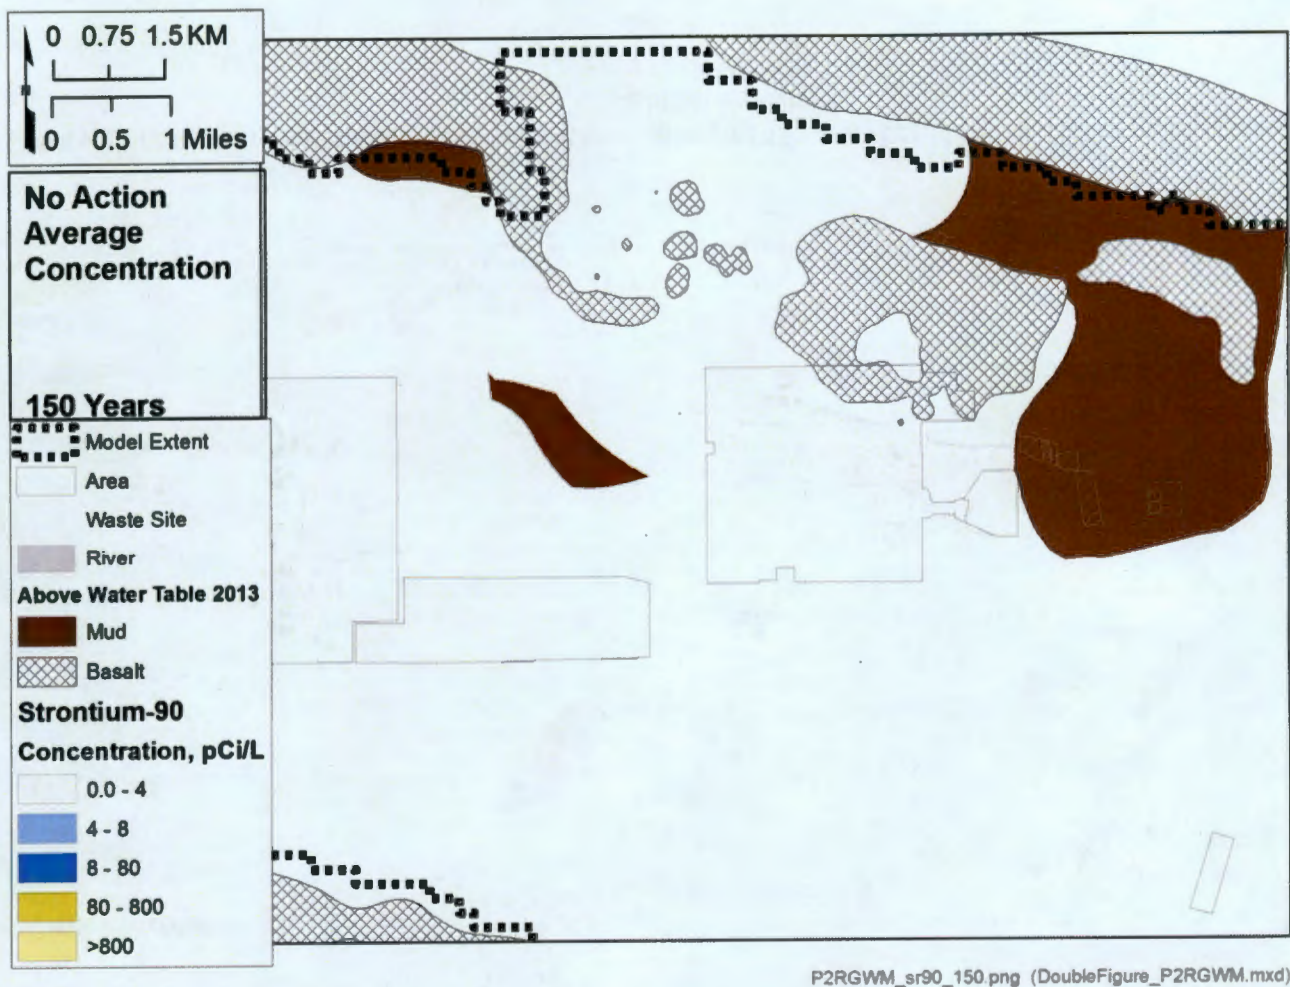 0 0.75 1.5 KM
0 0.5 1 Miles
No Action
Average
Concentration
150 Years
Model Extent
Area
Waste Site
River
Above Water Table 2013
Mud
Basalt
Strontium-90
Concentration, pCi/L
0.0 - 4
4 - 8
8 - 80
80 - 800
>800
P2RGWM_sr90_150.png (DoubleFigure_P2RGWM.mxd)